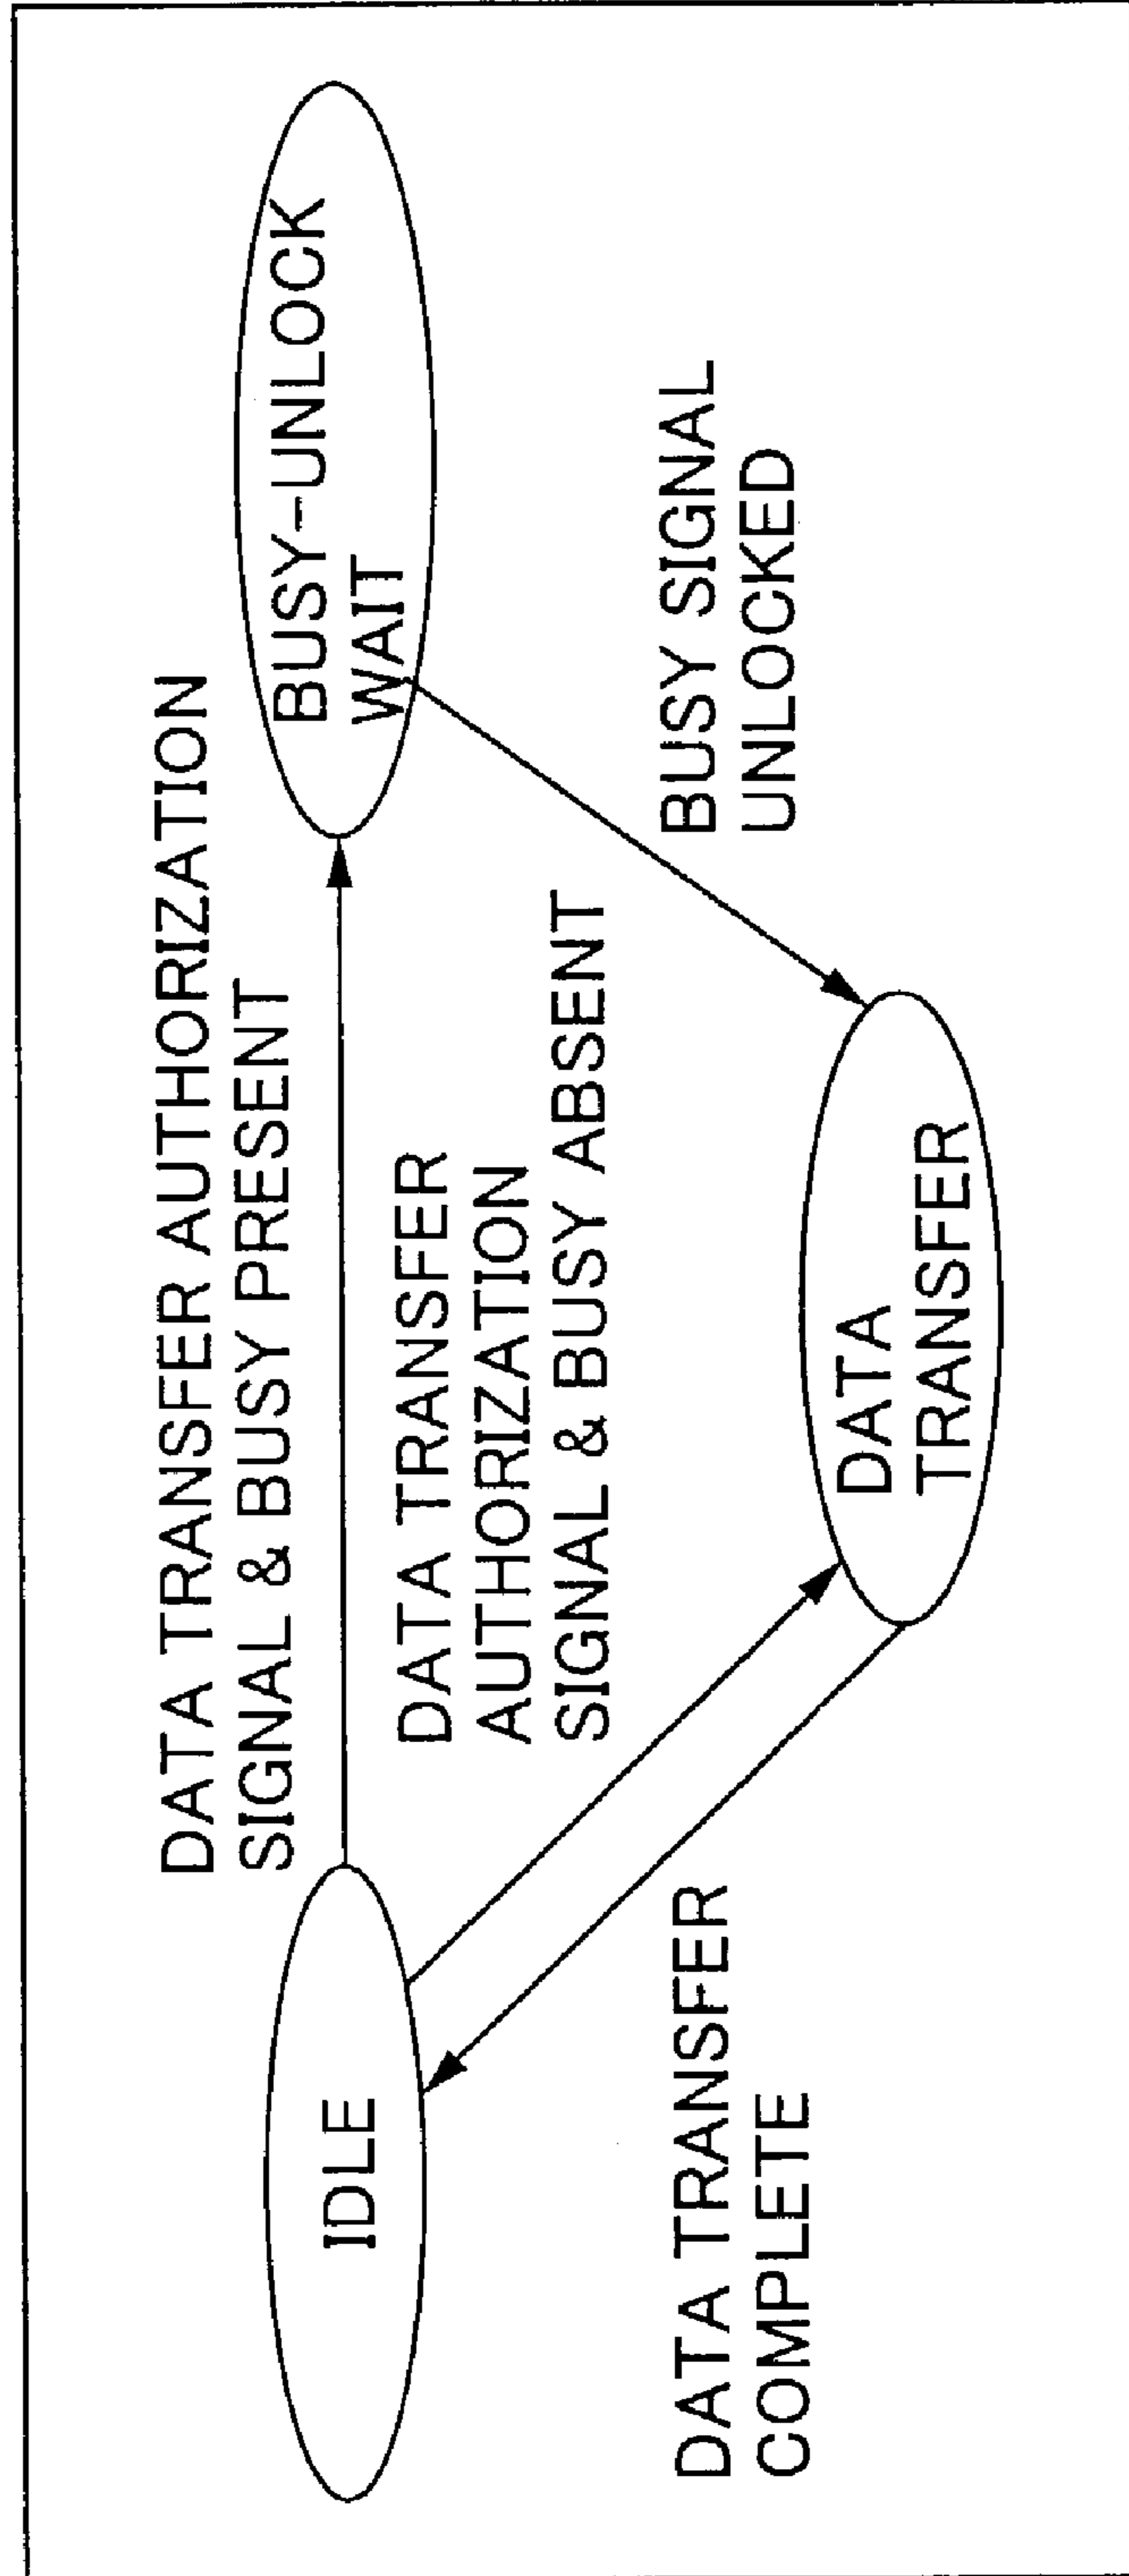 DATA TRANSFER AUTHORIZATION
SIGNAL & BUSY PRESENT
IDLE
BUSY-UNLOCK
WAIT
DATA TRANSFER
AUTHORIZATION
SIGNAL & BUSY ABSENT
DATA TRANSFER
COMPLETE
BUSY SIGNAL
UNLOCKED
DATA
TRANSFER